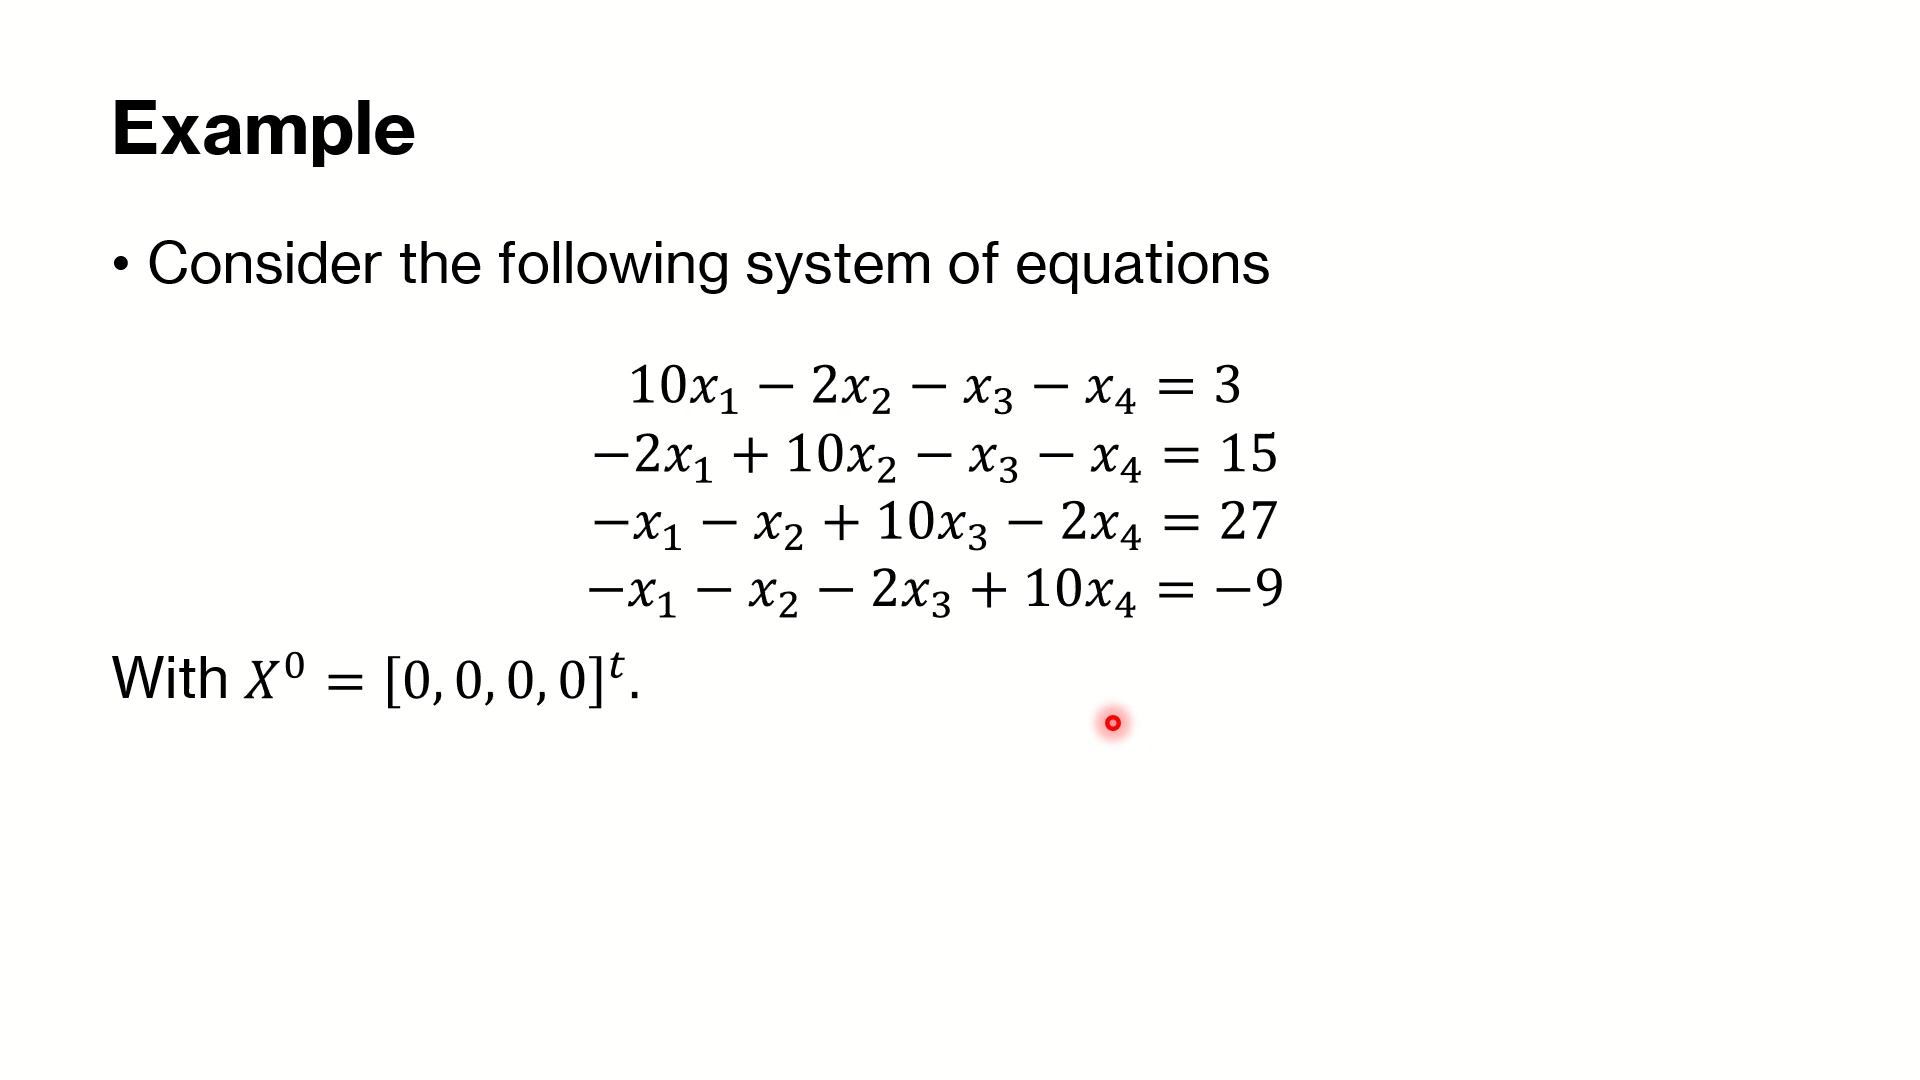 Example
• Consider the following system of equations
10x₁ − 2x₂ − x₃ − x₄ = 3
−2x₁ + 10x₂ − x₃ − x₄ = 15
−x₁ − x₂ + 10x₃ − 2x₄ = 27
−x₁ − x₂ − 2x₃ + 10x₄ = −9
With X⁰ = [0, 0, 0, 0]ᵗ.